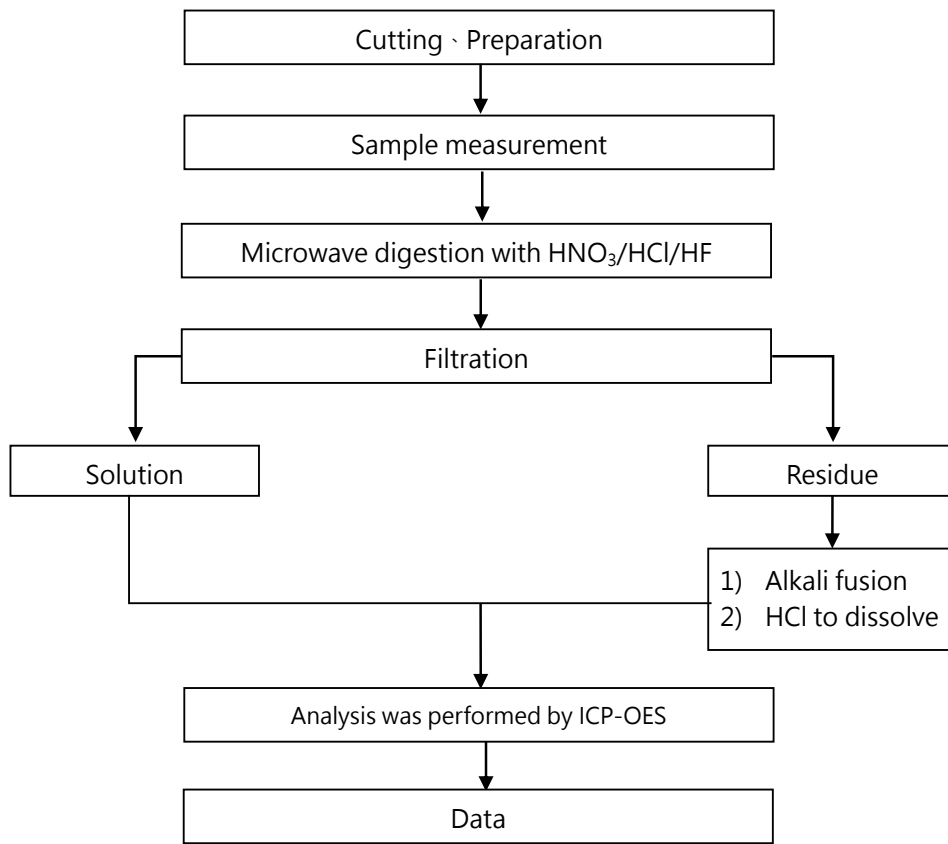 Cutting、Preparation
Sample measurement
Microwave digestion with HNO₃/HCl/HF
Filtration
Solution
Residue
1) Alkali fusion
2) HCl to dissolve
Analysis was performed by ICP-OES
Data